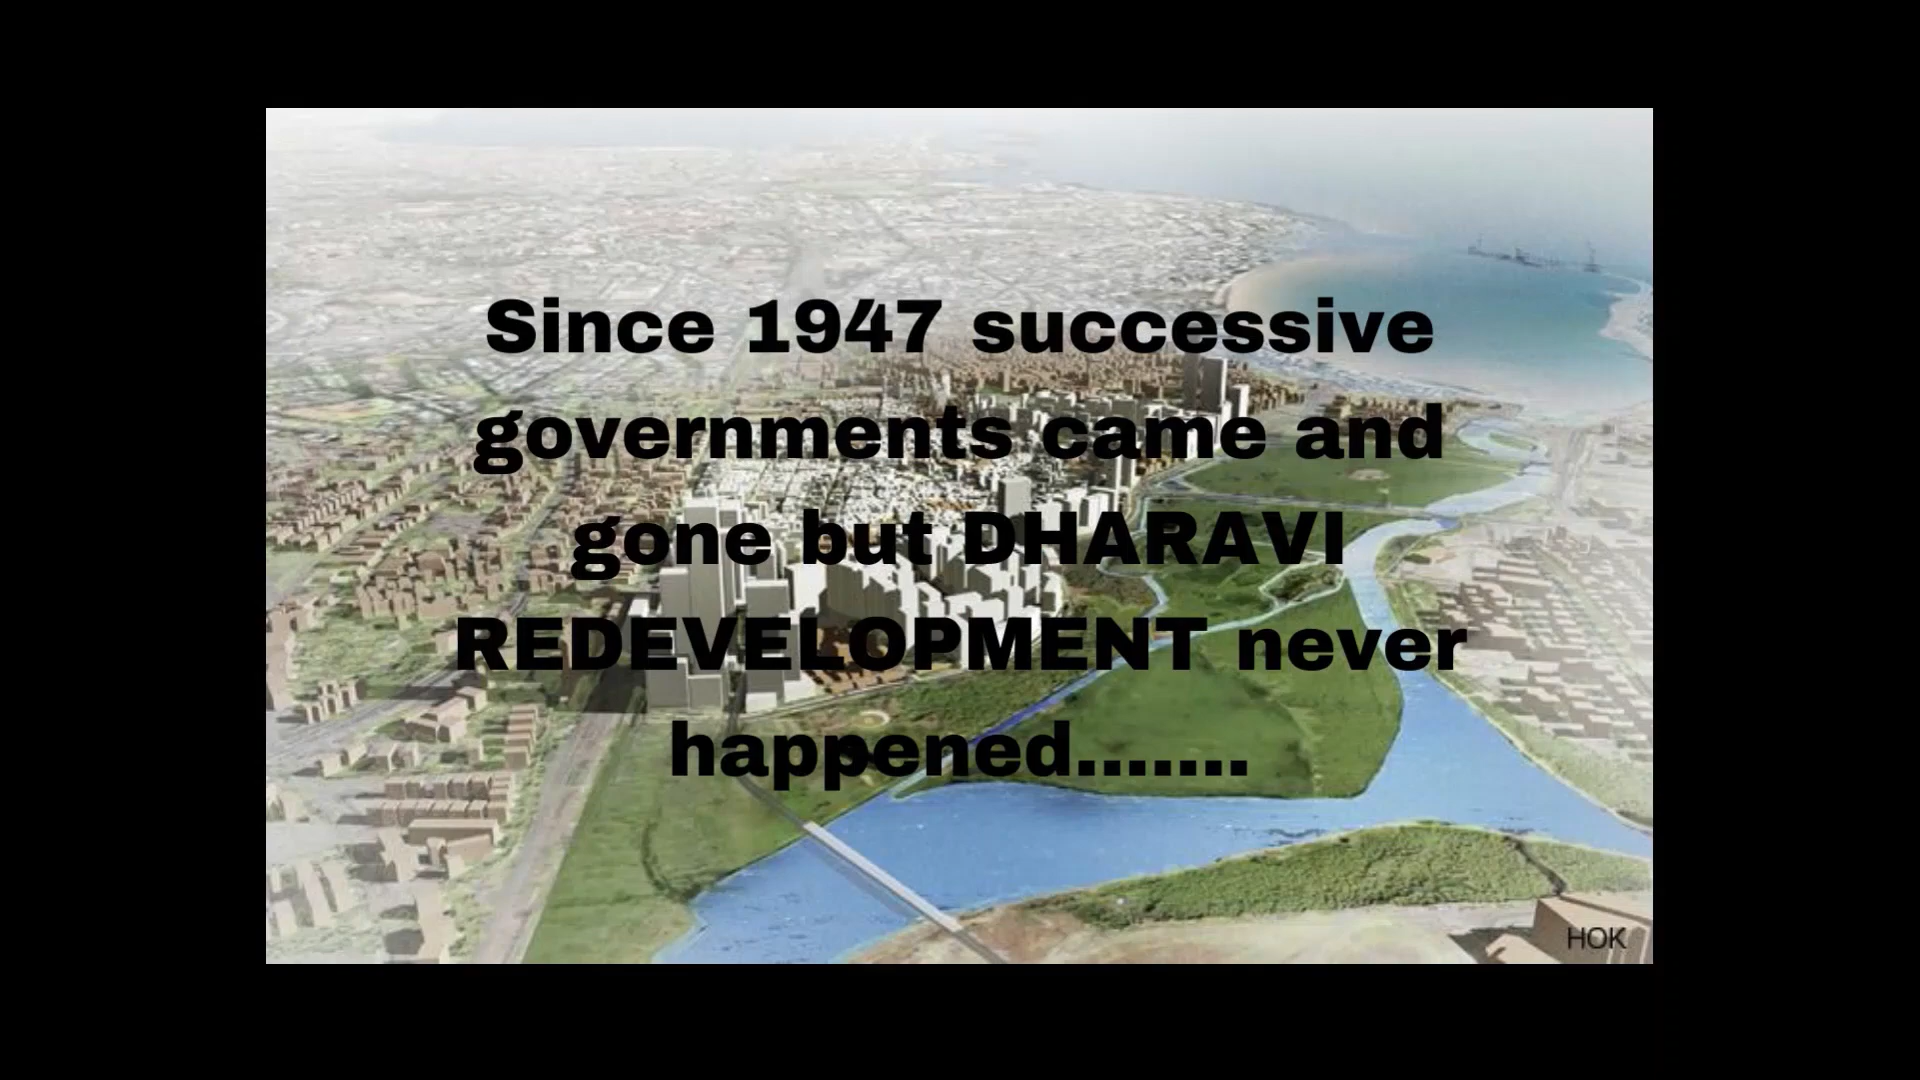 Since 1947 successive
governments came and
gone but DHARAVI
REDEVELOPMENT never
happened.......
HOK